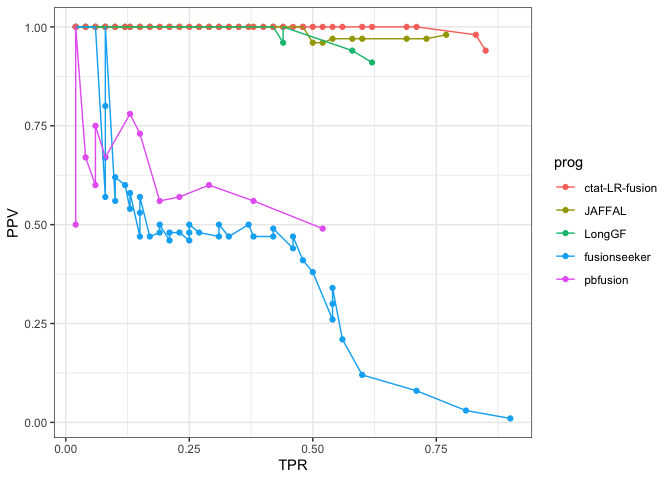 1.00
0.75
0.50
0.25
0.00
PPV
0.00 0.25 0.50 0.75
TPR
prog
ctat-LR-fusion
JAFFAL
LongGF
fusionseeker
pbfusion